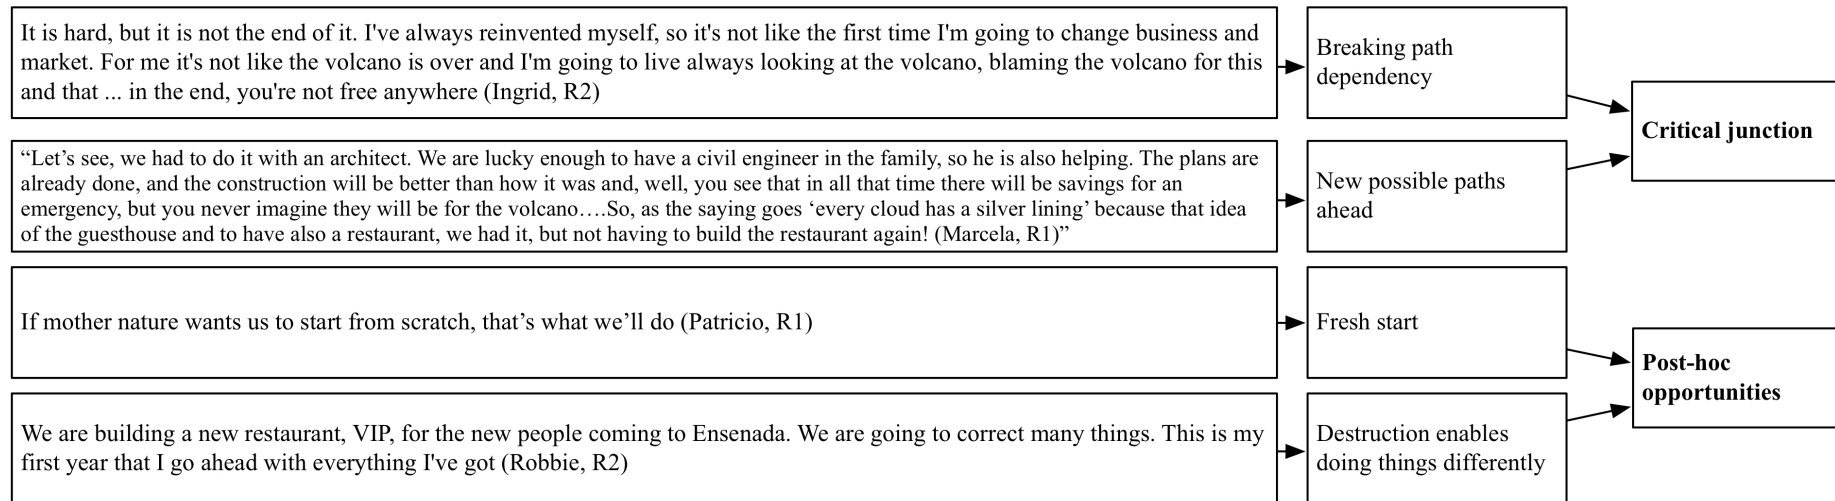 It is hard, but it is not the end of it. I've always reinvented myself, so it's not like the first time I'm going to change business and
market. For me it's not like the volcano is over and I'm going to live always looking at the volcano, blaming the volcano for this
and that ... in the end, you're not free anywhere (Ingrid, R2)
Breaking path
dependency
Critical junction
“Let’s see, we had to do it with an architect. We are lucky enough to have a civil engineer in the family, so he is also helping. The plans are
already done, and the construction will be better than how it was and, well, you see that in all that time there will be savings for an
emergency, but you never imagine they will be for the volcano….So, as the saying goes ‘every cloud has a silver lining’ because that idea
of the guesthouse and to have also a restaurant, we had it, but not having to build the restaurant again! (Marcela, R1)”
New possible paths
ahead
If mother nature wants us to start from scratch, that’s what we’ll do (Patricio, R1)
Fresh start
Post-hoc
opportunities
We are building a new restaurant, VIP, for the new people coming to Ensenada. We are going to correct many things. This is my
first year that I go ahead with everything I've got (Robbie, R2)
Destruction enables
doing things differently